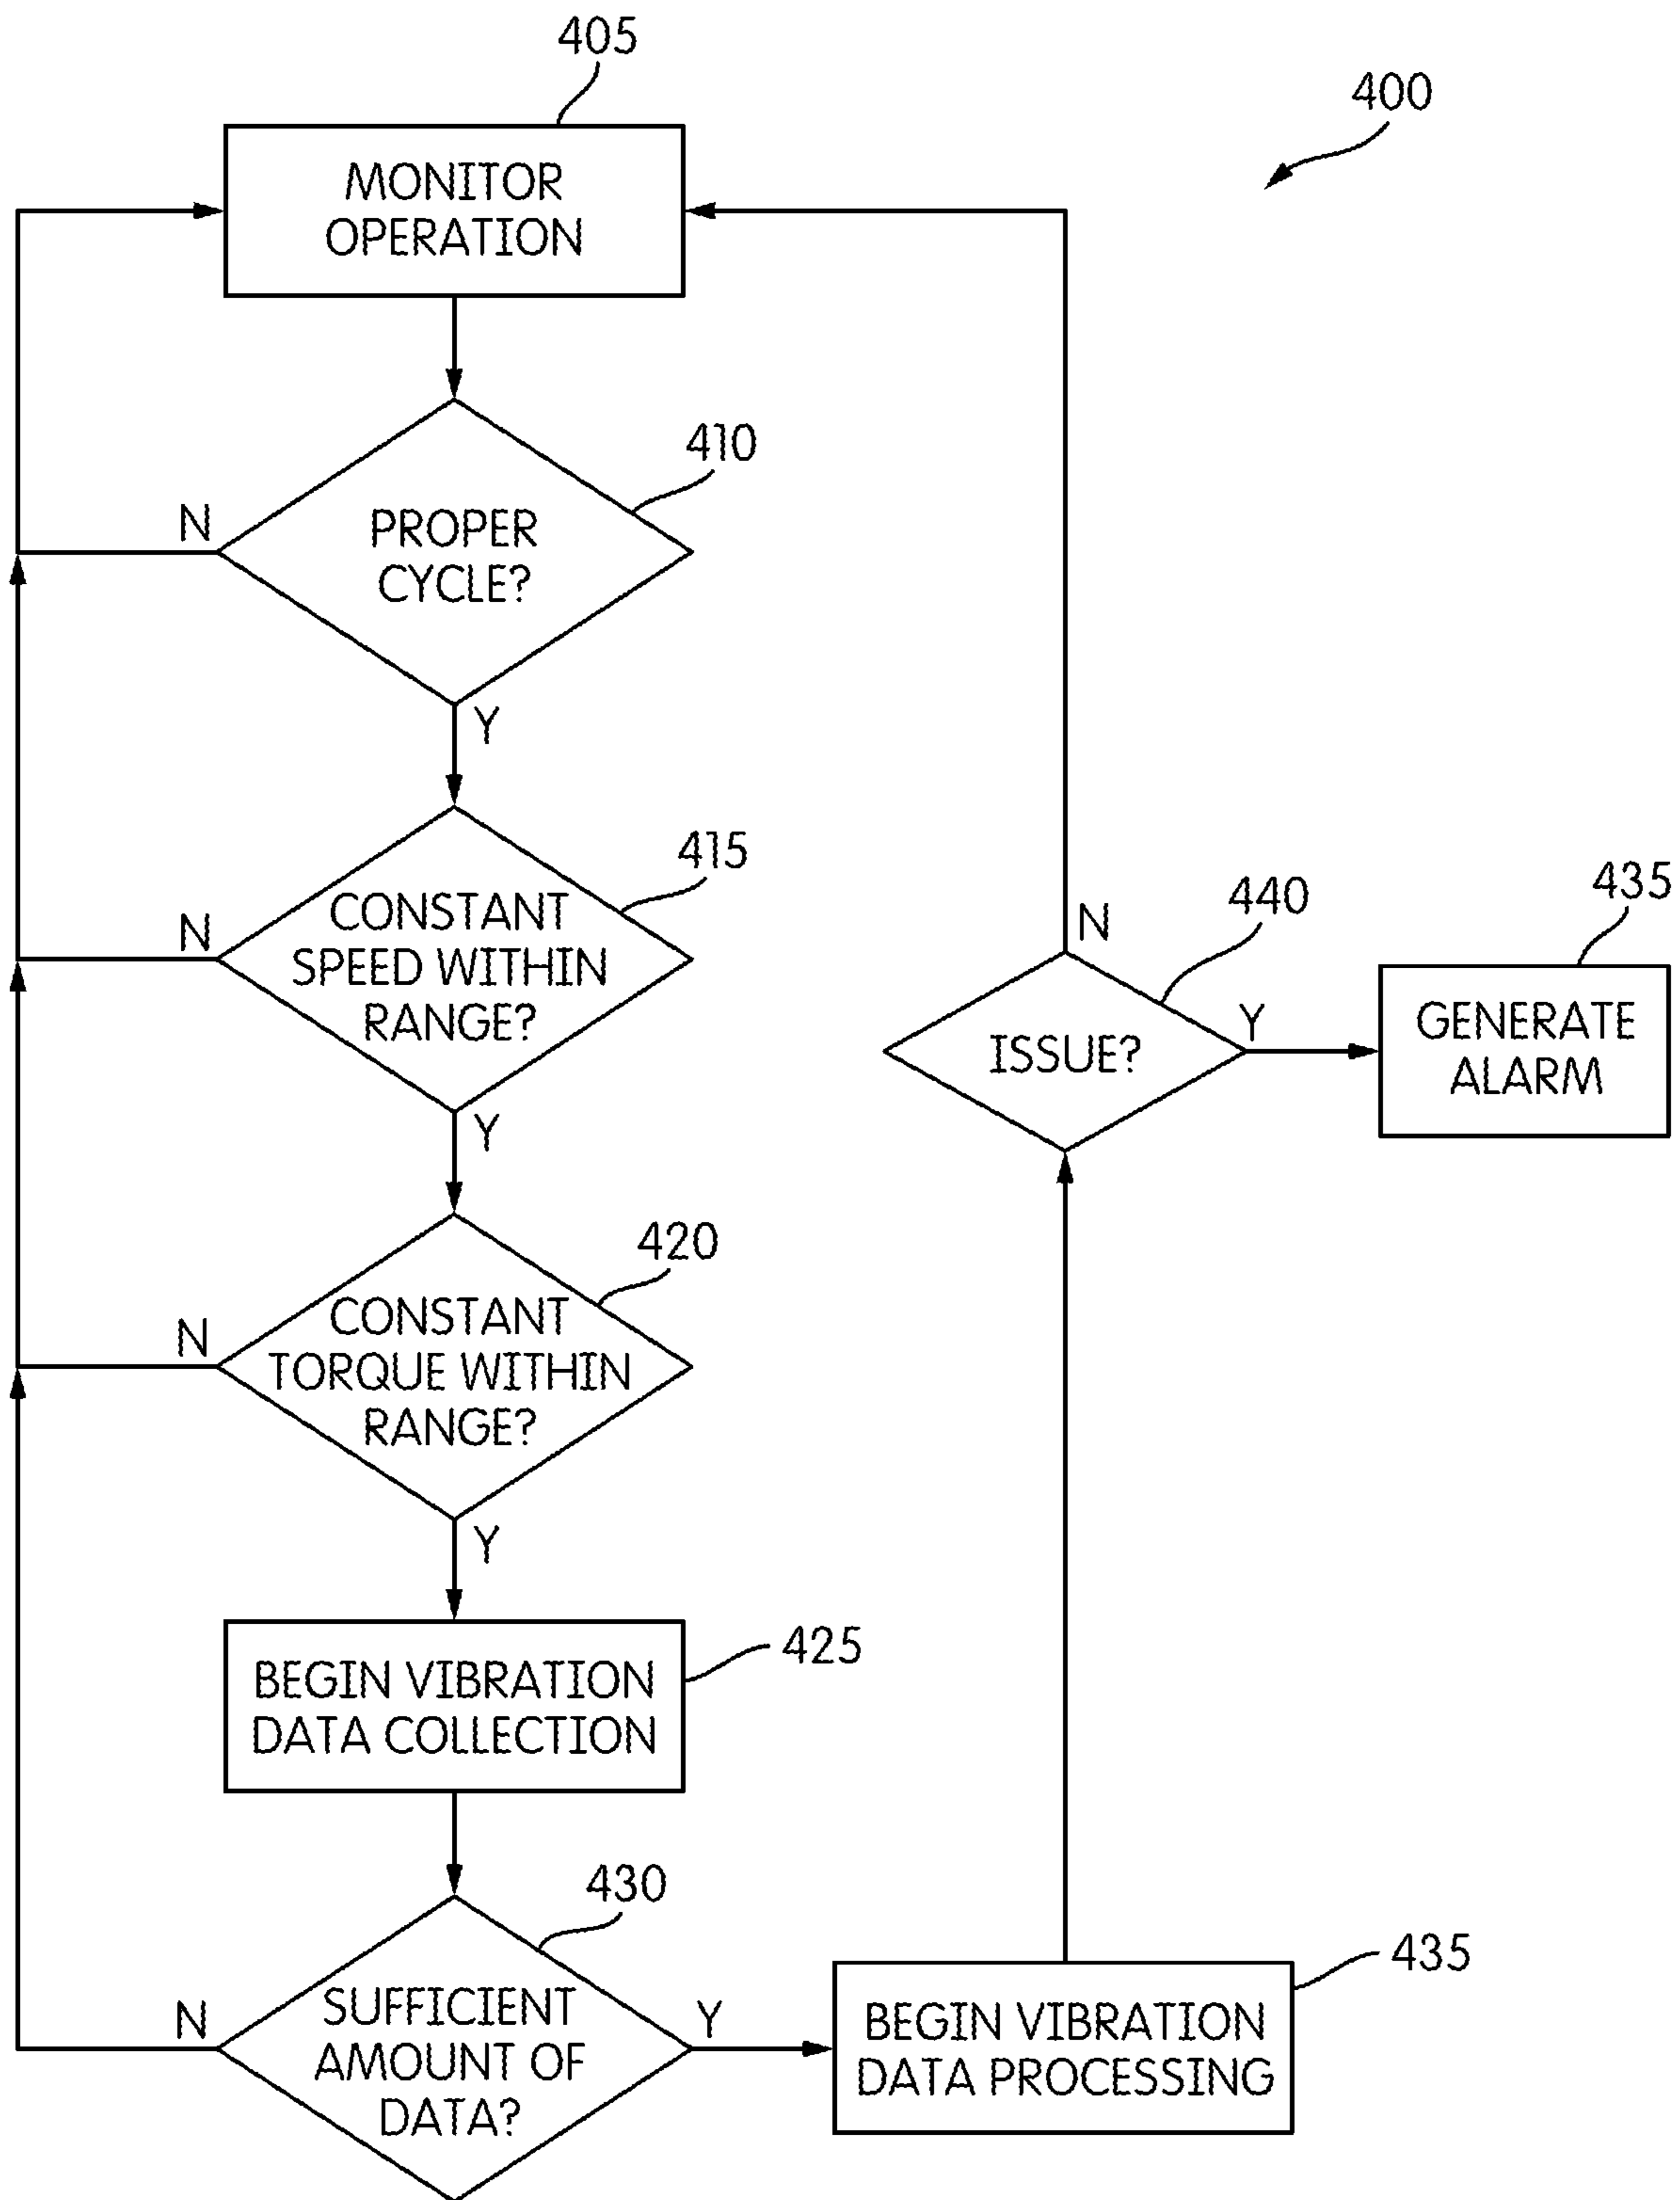 405
400
MONITOR
OPERATION
410
N
PROPER
CYCLE?
Y
415
N
CONSTANT
SPEED WITHIN
RANGE?
Y
420
N
CONSTANT
TORQUE WITHIN
RANGE?
Y
425
BEGIN VIBRATION
DATA COLLECTION
430
N
SUFFICIENT
AMOUNT OF
DATA?
Y
435
BEGIN VIBRATION
DATA PROCESSING
440
N
ISSUE?
Y
435
GENERATE
ALARM